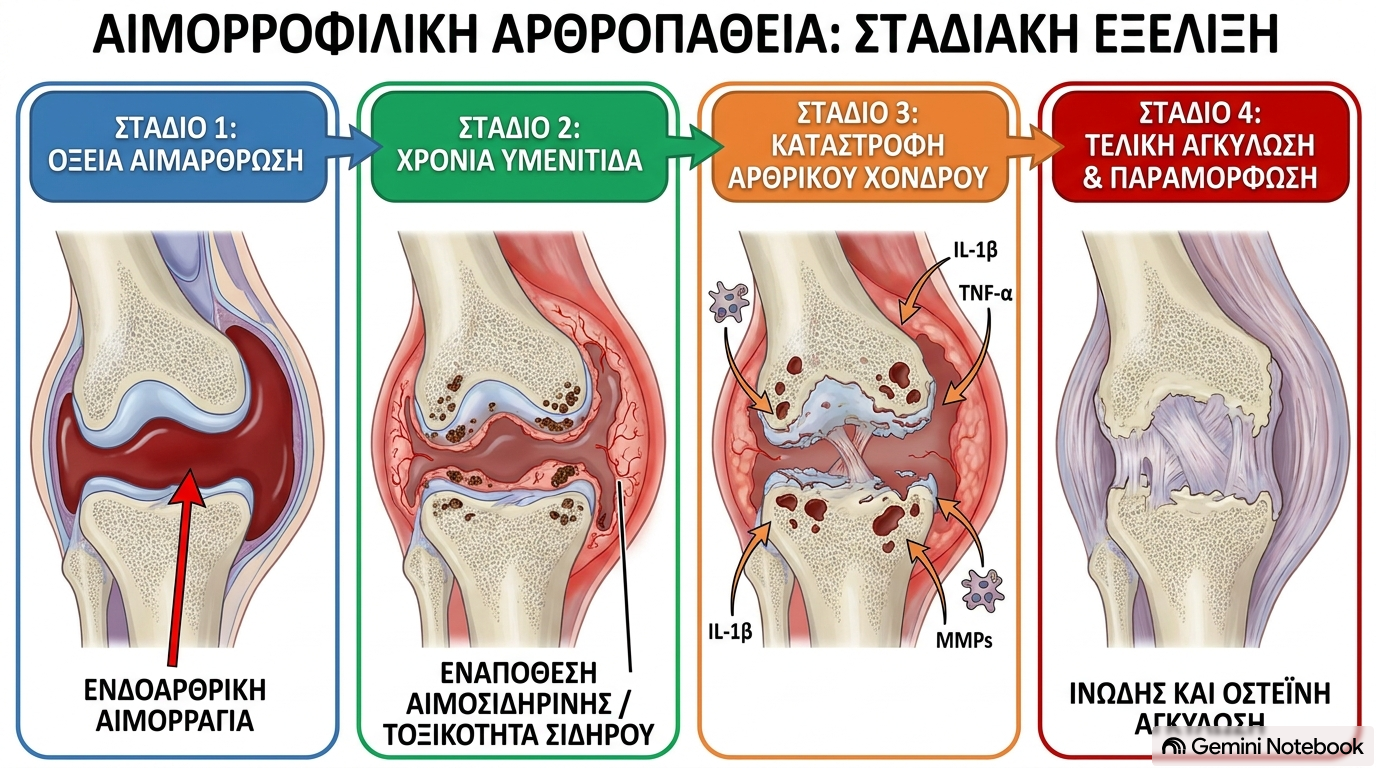 ΑΙΜΟΡΡΟΦΙΛΙΚΗ ΑΡΘΡΟΠΑΘΕΙΑ: ΣΤΑΔΙΑΚΗ ΕΞΕΛΙΞΗ
ΣΤΑΔΙΟ 1:
ΟΞΕΙΑ ΑΙΜΑΡΘΡΩΣΗ
ΕΝΔΟΑΡΘΡΙΚΗ
ΑΙΜΟΡΡΑΓΙΑ
ΣΤΑΔΙΟ 2:
ΧΡΟΝΙΑ ΥΜΕΝΙΤΙΔΑ
ΕΝΑΠΟΘΕΣΗ
ΑΙΜΟΣΙΔΗΡΙΝΗΣ /
ΤΟΞΙΚΟΤΗΤΑ ΣΙΔΗΡΟΥ
ΣΤΑΔΙΟ 3:
ΚΑΤΑΣΤΡΟΦΗ
ΑΡΘΡΙΚΟΥ ΧΟΝΔΡΟΥ
IL-1β
TNF-α
IL-1β
MMPs
ΣΤΑΔΙΟ 4:
ΤΕΛΙΚΗ ΑΓΚΥΛΩΣΗ
& ΠΑΡΑΜΟΡΦΩΣΗ
ΙΝΩΔΗΣ ΚΑΙ ΟΣΤΕΪΝΗ
ΑΓΚΥΛΩΣΗ
Gemini Notebook